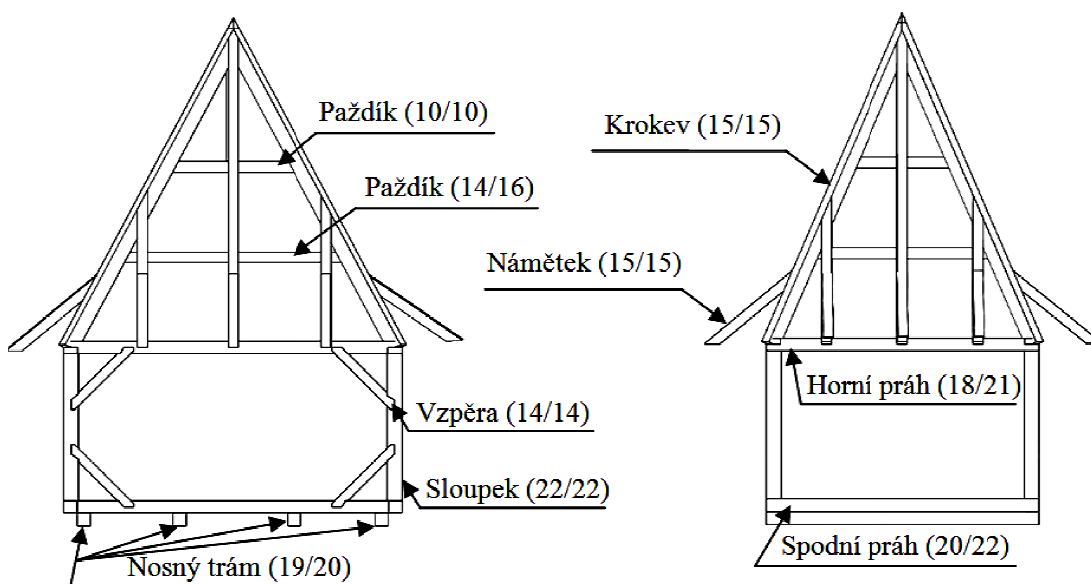 Paždík (10/10)
Krokev (15/15)
Paždík (14/16)
Námětek (15/15)
Horní práh (18/21)
Vzpěra (14/14)
Sloupek (22/22)
Nosný trám (19/20)
Spodní práh (20/22)